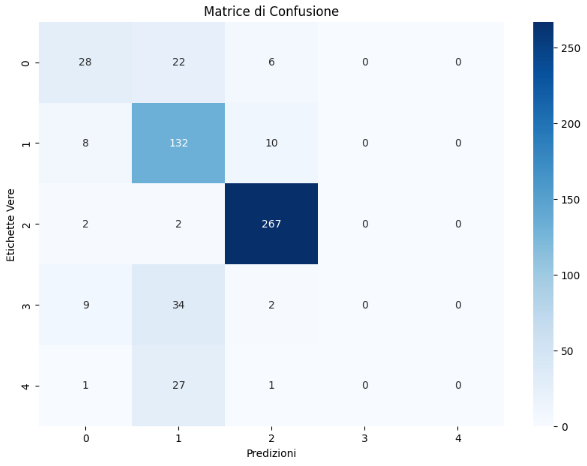 Matrice di Confusione
Etichette Vere
0 28 22 6 0 0
1 8 132 10 0 0
2 2 2 267 0 0
3 9 34 2 0 0
4 1 27 1 0 0
0 1 2 3 4
Predizioni
250
200
150
100
50
0